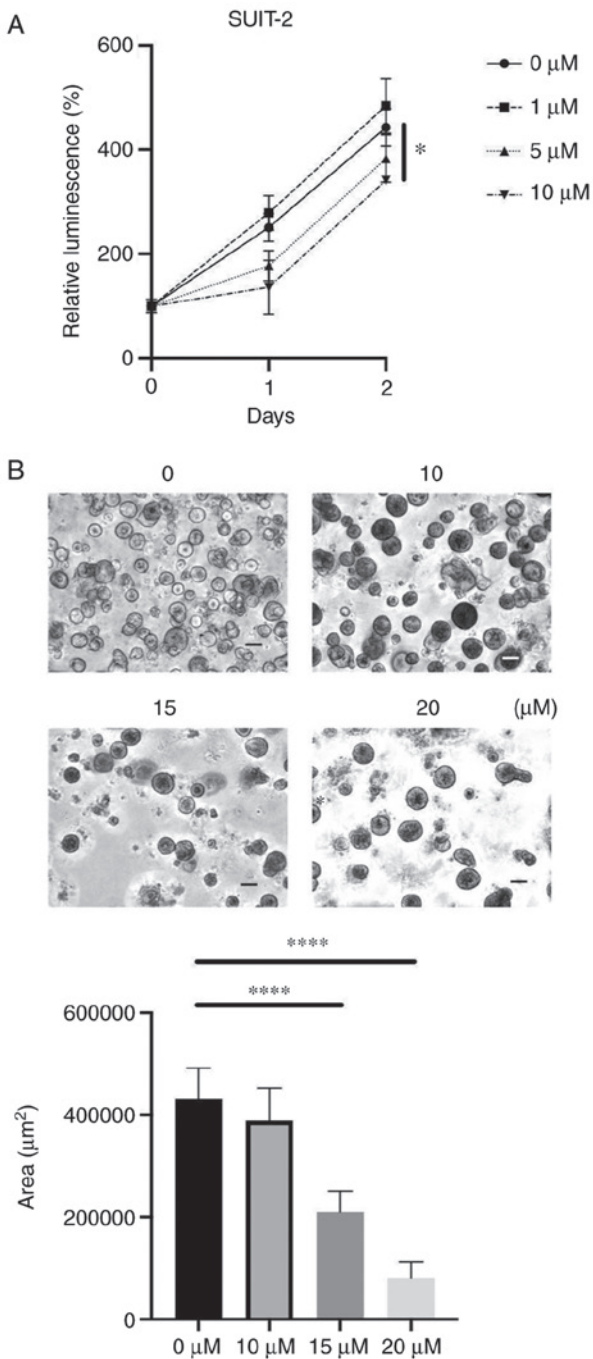 A
SUIT-2
600
400
200
0
Relative luminescence (%)
0
1
2
Days
*
0 μM
1 μM
5 μM
10 μM
B
0
10
15
20
(μM)
****
****
600000
400000
200000
0
Area (μm²)
0 μM
10 μM
15 μM
20 μM